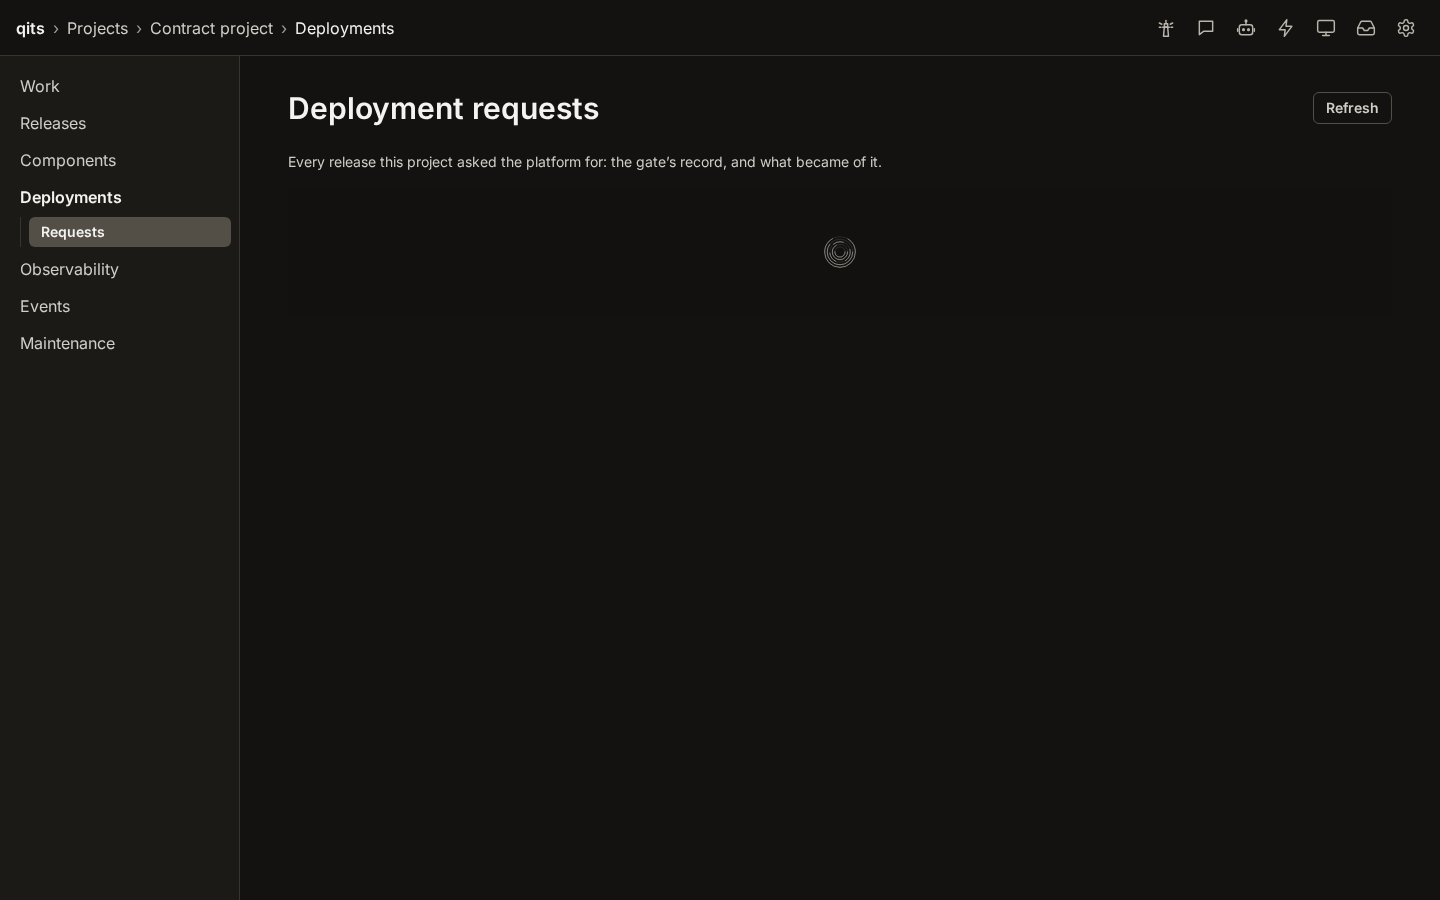 qits › Projects › Contract project › Deployments
Work
Releases
Components
Deployments
Requests
Observability
Events
Maintenance
Deployment requests
Refresh
Every release this project asked the platform for: the gate’s record, and what became of it.